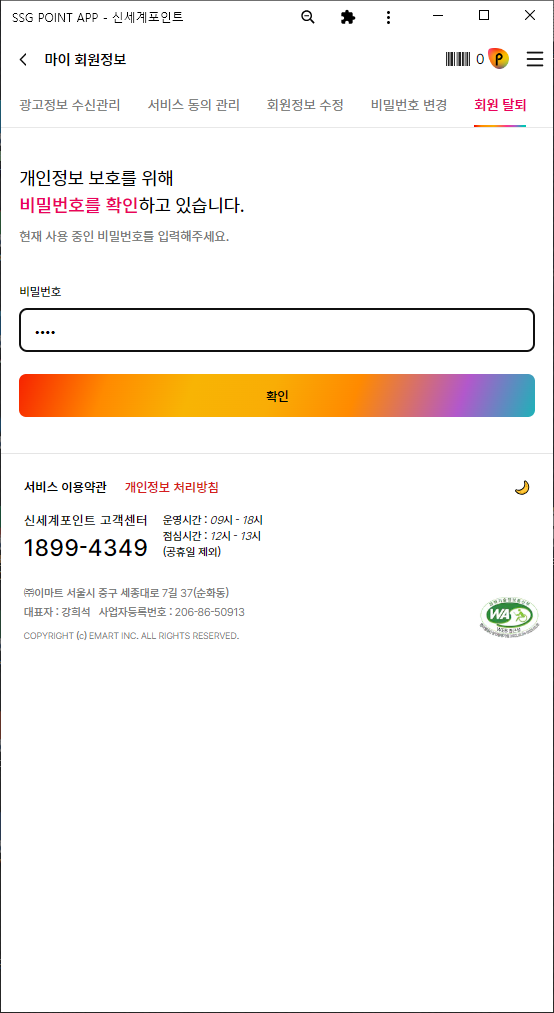 SSG POINT APP - 신세계포인트
마이 회원정보
0
광고정보 수신관리 서비스 동의 관리 회원정보 수정 비밀번호 변경 회원 탈퇴
개인정보 보호를 위해
비밀번호를 확인하고 있습니다.
현재 사용 중인 비밀번호를 입력해주세요.
비밀번호
••••
확인
서비스 이용약관 개인정보 처리방침
신세계포인트 고객센터
1899-4349
운영시간 : 09시 - 18시
점심시간 : 12시 - 13시
(공휴일 제외)
㈜이마트 서울시 중구 세종대로 7길 37(순화동)
대표자 : 강희석 사업자등록번호 : 206-86-50913
COPYRIGHT (c) EMART INC. ALL RIGHTS RESERVED.
WA